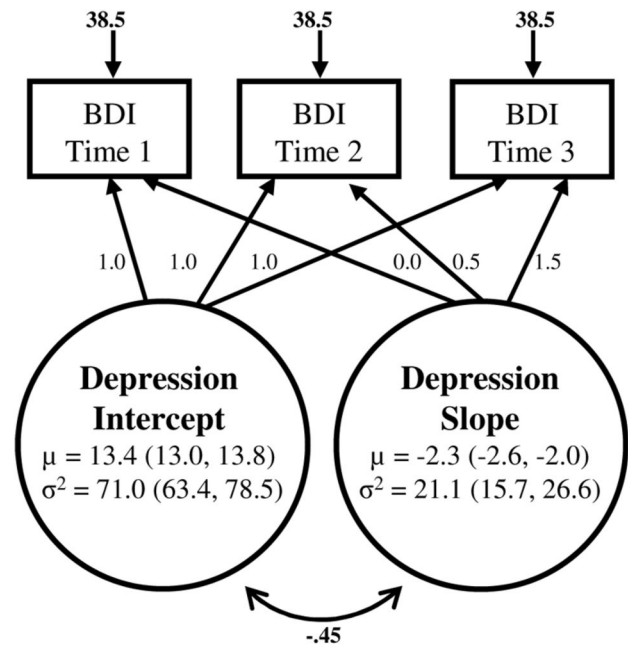 38.5 38.5 38.5
BDI BDI BDI
Time 1 Time 2 Time 3
1.0 1.0 1.0 0.0 0.5 1.5
Depression
Intercept
μ = 13.4 (13.0, 13.8)
σ² = 71.0 (63.4, 78.5)
Depression
Slope
μ = -2.3 (-2.6, -2.0)
σ² = 21.1 (15.7, 26.6)
-.45